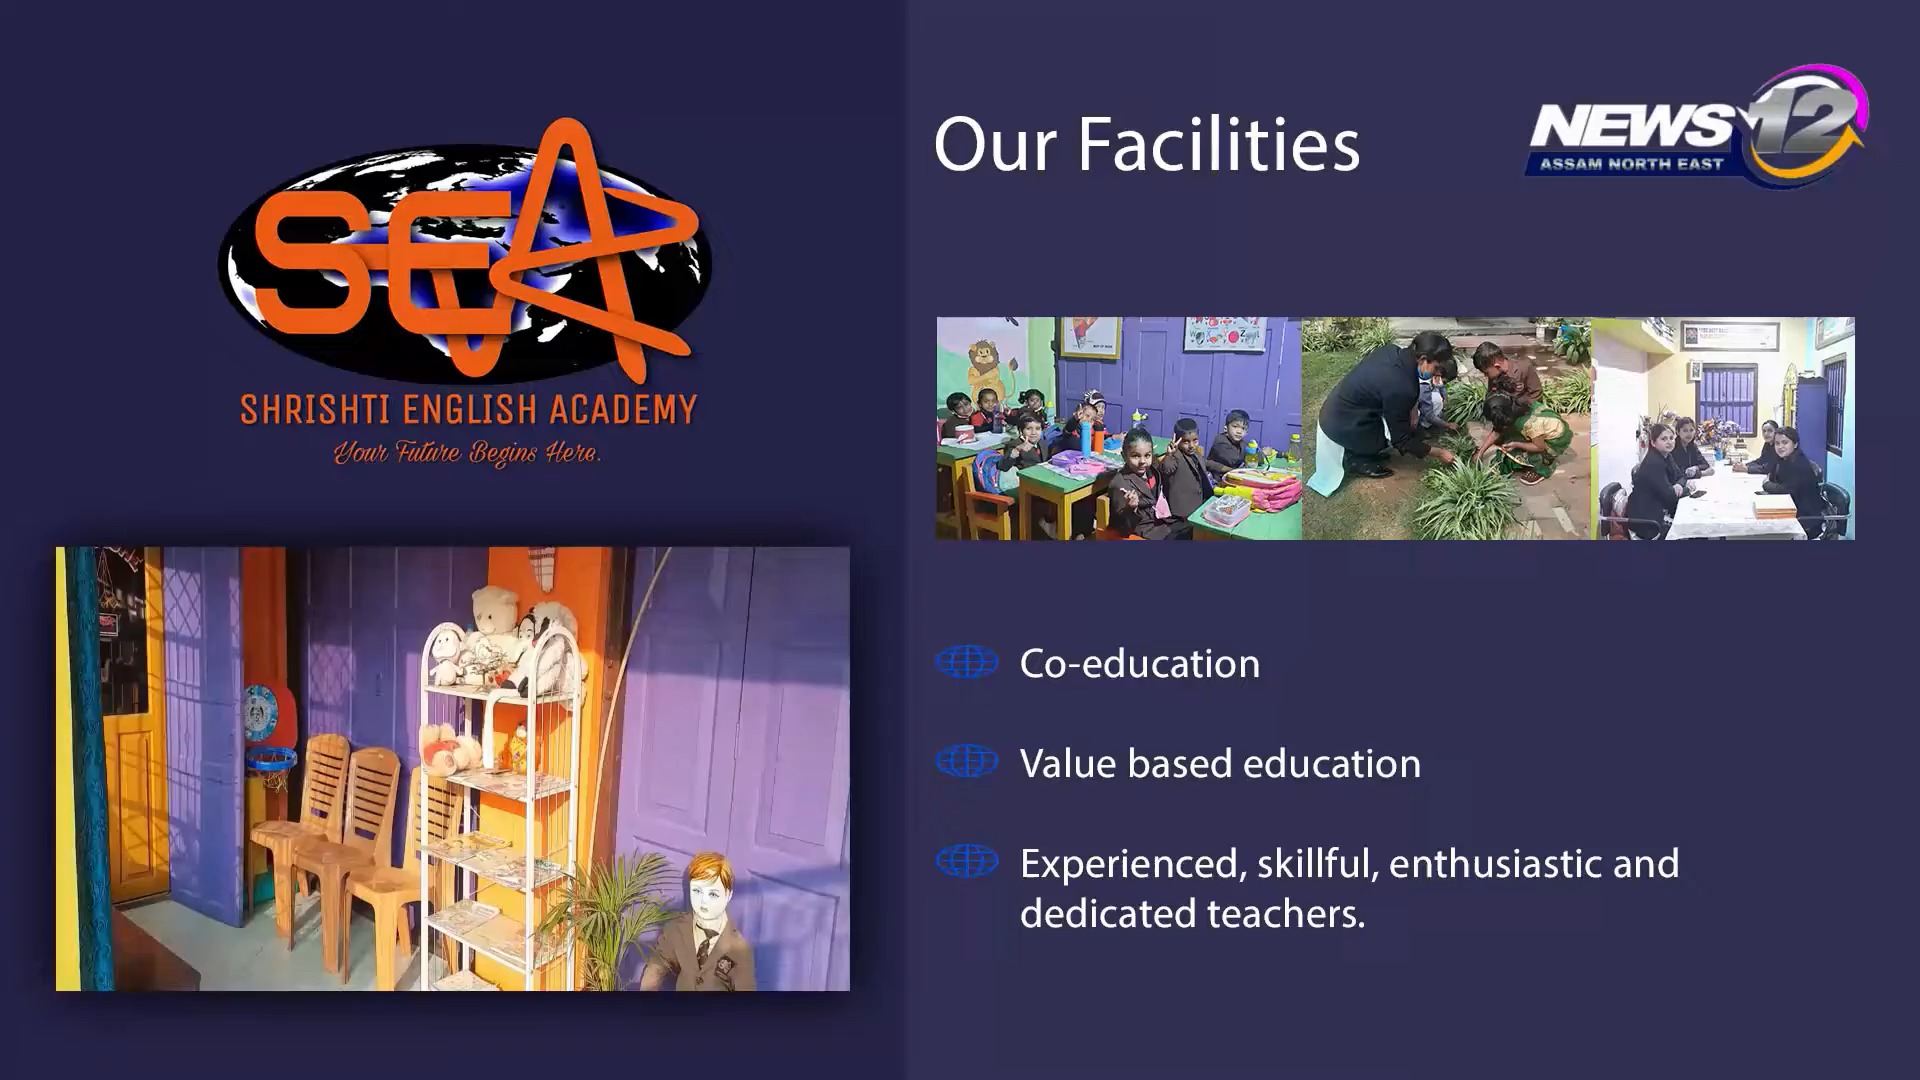 SEA
SHRISHTI ENGLISH ACADEMY
Your Future Begins Here.
Our Facilities
NEWS 12
ASSAM NORTH EAST
Co-education
Value based education
Experienced, skillful, enthusiastic and
dedicated teachers.